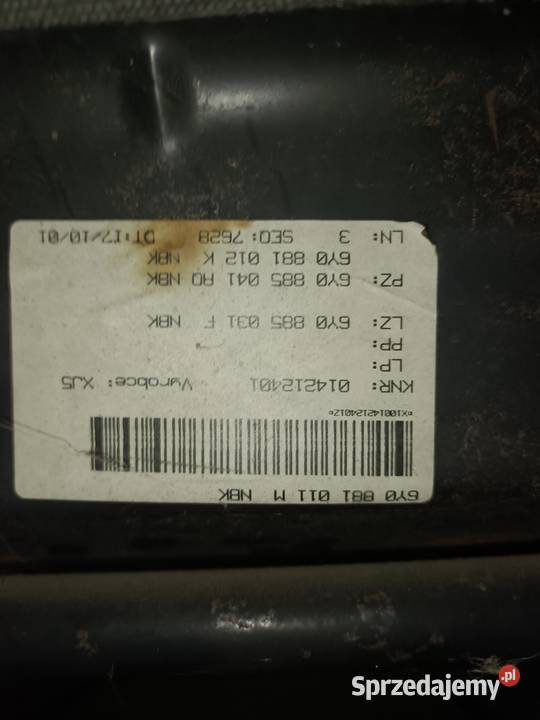 6Y0 881 011 M NBK
*X10014212401Z*
KNR: 014212401 Vyrobce: XJ5
LP:
PP:
LZ: 6Y0 885 031 F NBK
PZ: 6Y0 885 041 AQ NBK
6Y0 881 012 K NBK
LN: 3 SEQ: 7628 DT: 17/10/01
Sprzedajemy.pl